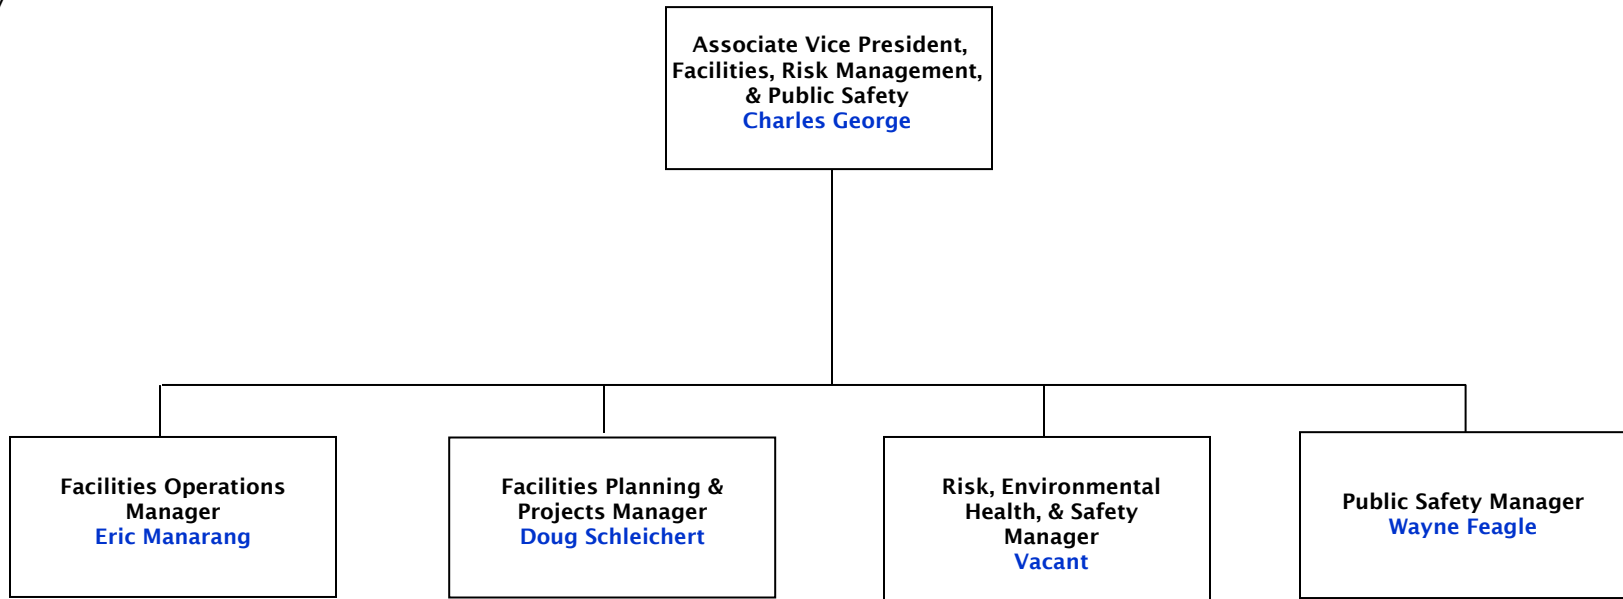 Associate Vice President,
Facilities, Risk Management,
& Public Safety
Charles George
Facilities Operations
Manager
Eric Manarang
Facilities Planning &
Projects Manager
Doug Schleichert
Risk, Environmental
Health, & Safety
Manager
Vacant
Public Safety Manager
Wayne Feagle